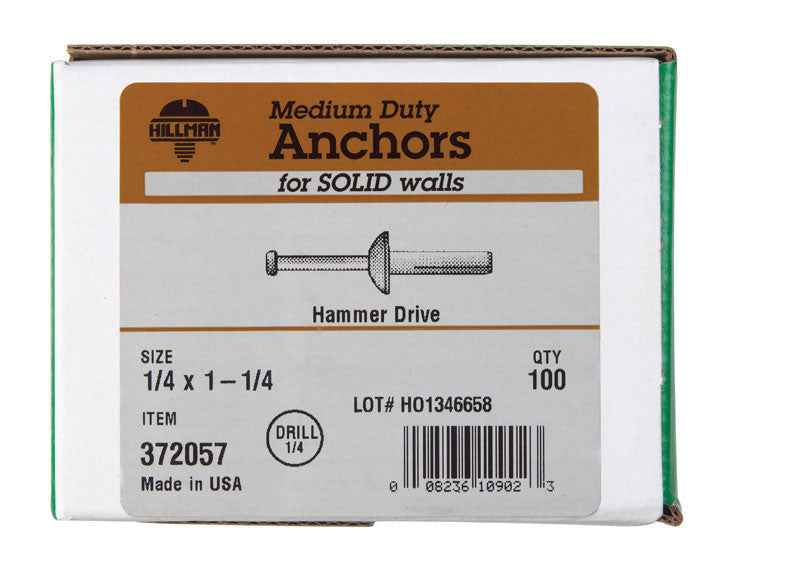 HILLMAN
Medium Duty
Anchors
for SOLID walls
Hammer Drive
SIZE
1/4 x 1-1/4
QTY
100
LOT# HO1346658
ITEM
372057
DRILL
1/4
Made in USA
0 08236 10902 3